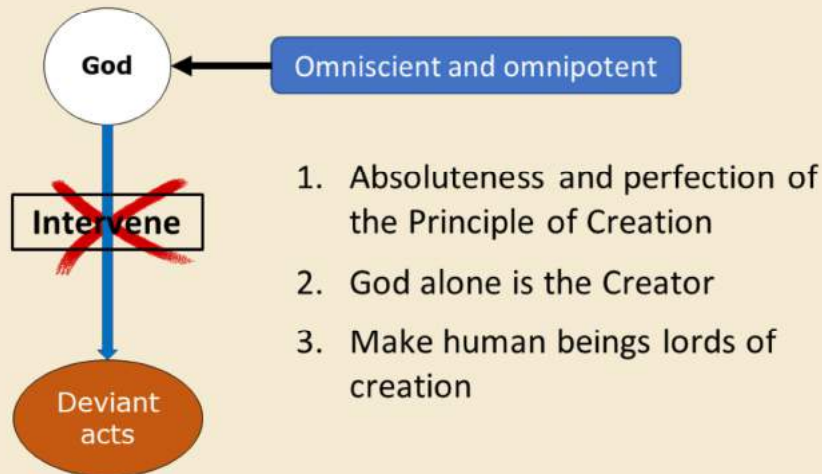 God
Omniscient and omnipotent
Intervene
1. Absoluteness and perfection of
the Principle of Creation
2. God alone is the Creator
3. Make human beings lords of
creation
Deviant
acts